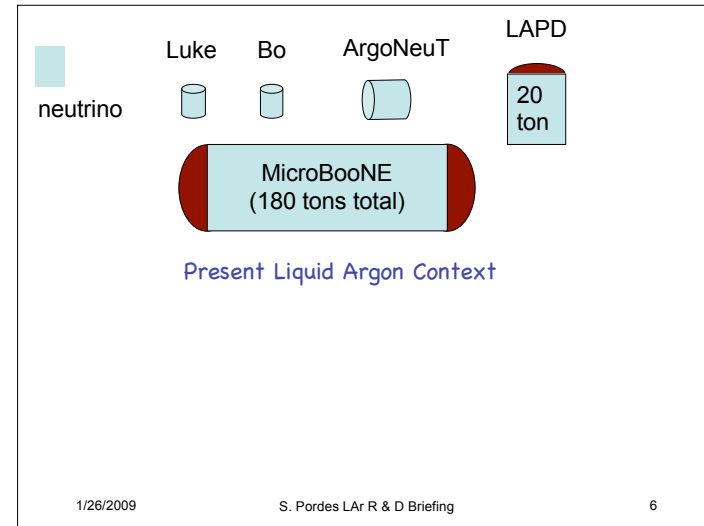 LAPD
Luke
Bo
ArgoNeuT
neutrino
20
ton
MicroBooNE
(180 tons total)
Present Liquid Argon Context
1/26/2009
S. Pordes LAr R & D Briefing
6